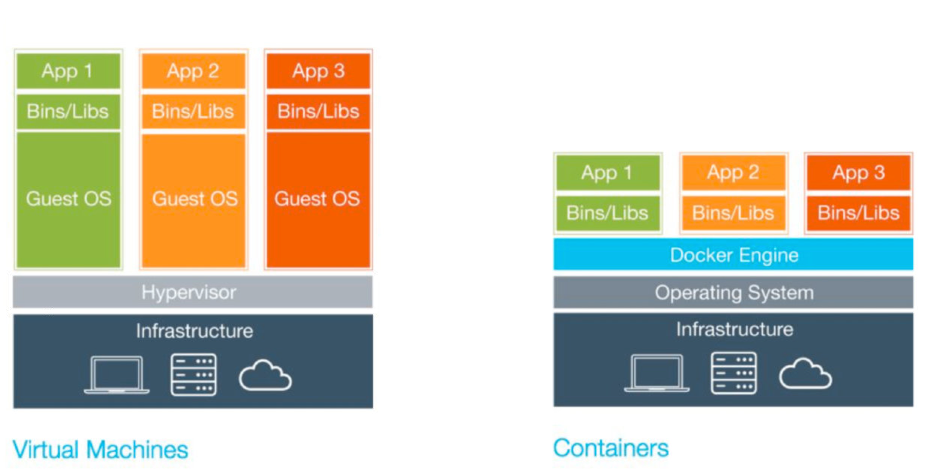 App 1
App 2
App 3
Bins/Libs
Bins/Libs
Bins/Libs
Guest OS
Guest OS
Guest OS
Hypervisor
Infrastructure
Virtual Machines
App 1
App 2
App 3
Bins/Libs
Bins/Libs
Bins/Libs
Docker Engine
Operating System
Infrastructure
Containers